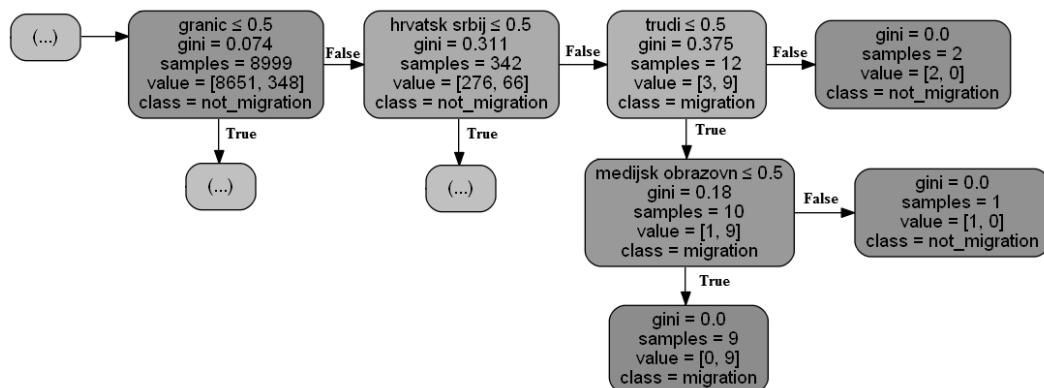 (...)
granic ≤ 0.5
gini = 0.074
samples = 8999
value = [8651, 348]
class = not_migration
False
hrvatsk srbij ≤ 0.5
gini = 0.311
samples = 342
value = [276, 66]
class = not_migration
False
trudi ≤ 0.5
gini = 0.375
samples = 12
value = [3, 9]
class = migration
False
gini = 0.0
samples = 2
value = [2, 0]
class = not_migration
True
True
True
(...)
(...)
medijsk obrazovn ≤ 0.5
gini = 0.18
samples = 10
value = [1, 9]
class = migration
False
gini = 0.0
samples = 1
value = [1, 0]
class = not_migration
True
gini = 0.0
samples = 9
value = [0, 9]
class = migration